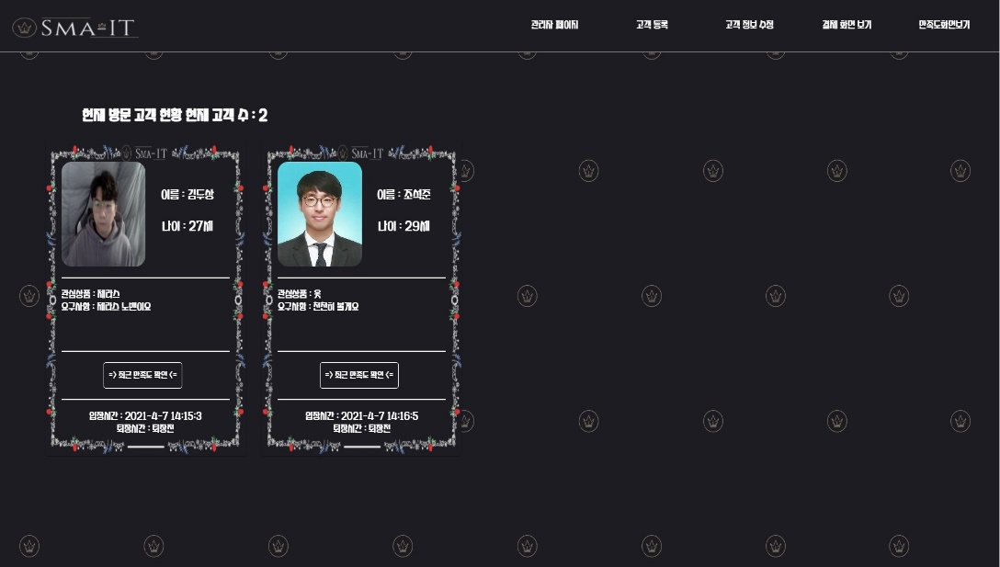 SMA-IT
관리자 페이지
고객 등록
고객 정보 수정
결제 화면 보기
만족도화면보기
현재 방문 고객 현황 현재 고객 수 : 2
SMA-IT
이름 : 김두상
나이 : 27세
관심상품 : 제라스
요구사항 : 제라스 노밴이요
=> 최근 만족도 확인 <=
입장시간 : 2021-4-7 14:15:3
퇴장시간 : 퇴장전
SMA-IT
이름 : 조석준
나이 : 29세
관심상품 : 옷
요구사항 : 천천히 볼게요
=> 최근 만족도 확인 <=
입장시간 : 2021-4-7 14:16:5
퇴장시간 : 퇴장전